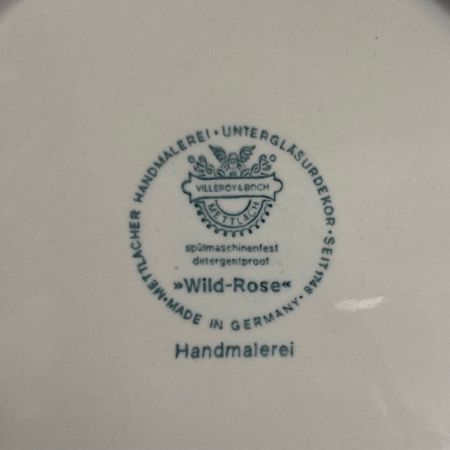 METTLACHER HANDMALEREI · UNTERGLASURDEKOR · SEIT 1748 ·
VILLEROY & BOCH
METTLACH
spülmaschinenfest
detergentproof
»Wild-Rose«
MADE IN GERMANY
Handmalerei